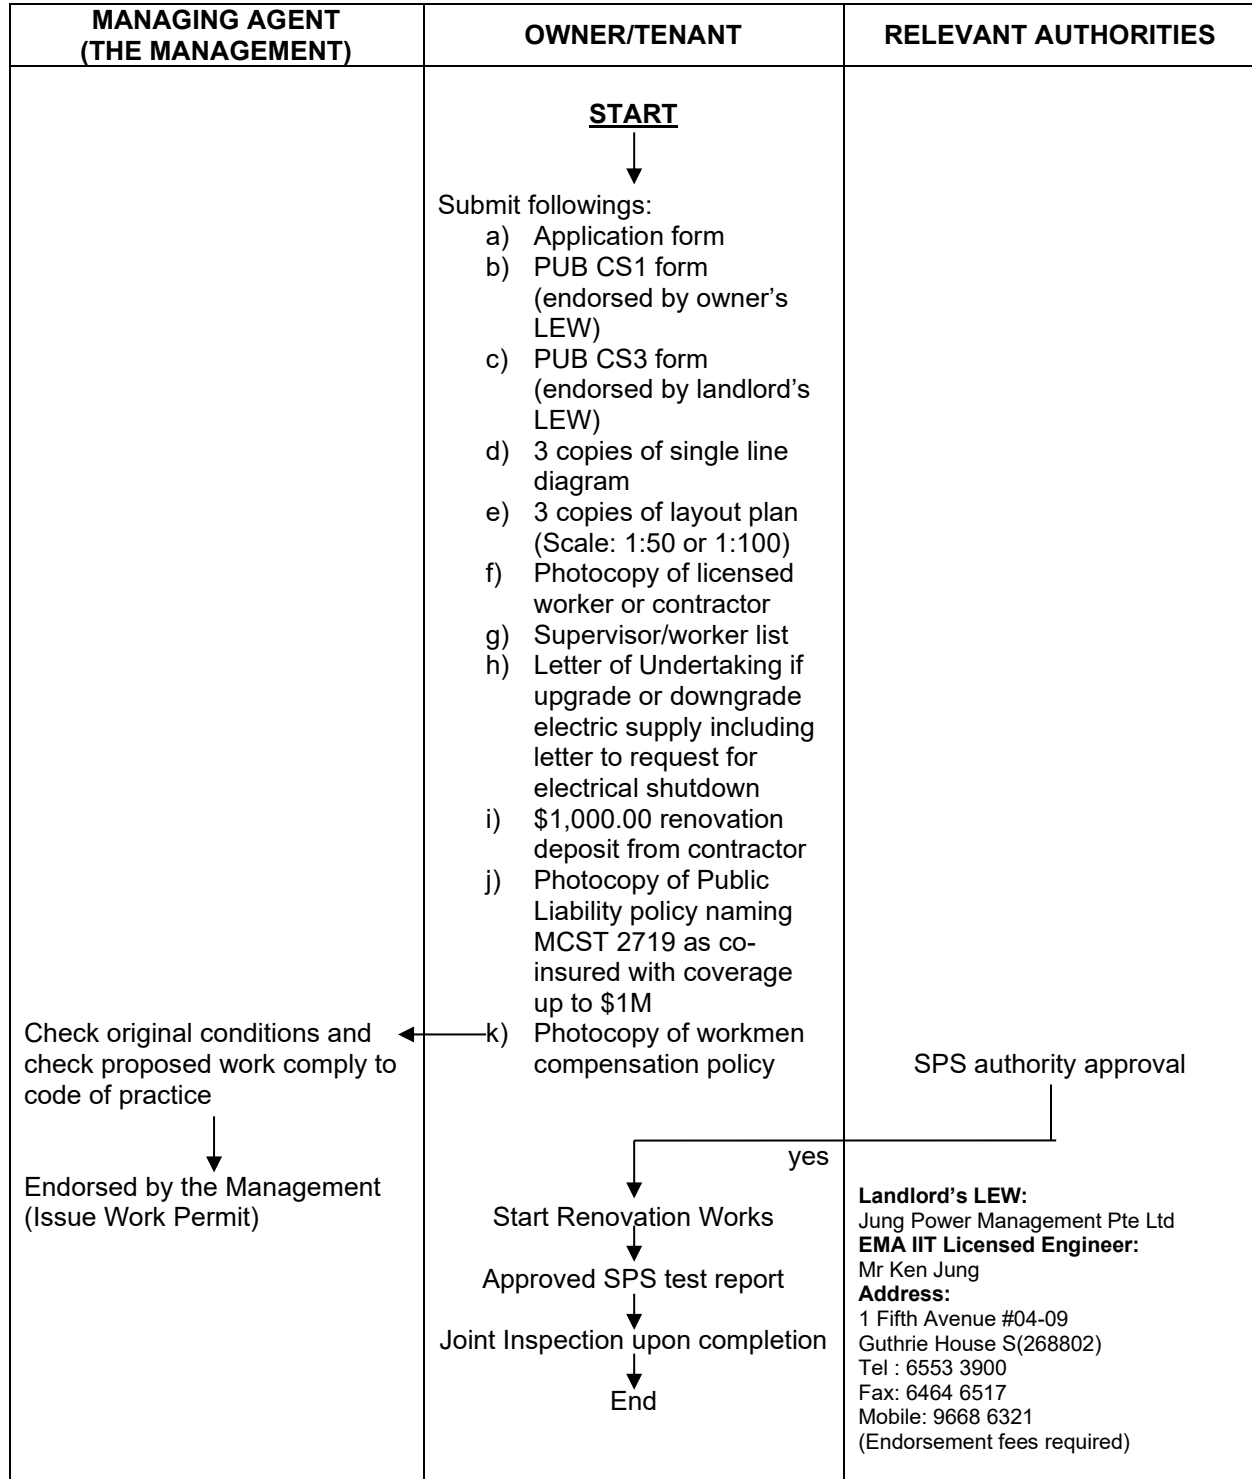 MANAGING AGENT
(THE MANAGEMENT)
OWNER/TENANT
RELEVANT AUTHORITIES
START
Submit followings:
a) Application form
b) PUB CS1 form
(endorsed by owner’s
LEW)
c) PUB CS3 form
(endorsed by landlord’s
LEW)
d) 3 copies of single line
diagram
e) 3 copies of layout plan
(Scale: 1:50 or 1:100)
f) Photocopy of licensed
worker or contractor
g) Supervisor/worker list
h) Letter of Undertaking if
upgrade or downgrade
electric supply including
letter to request for
electrical shutdown
i) $1,000.00 renovation
deposit from contractor
j) Photocopy of Public
Liability policy naming
MCST 2719 as co-
insured with coverage
up to $1M
k) Photocopy of workmen
compensation policy
Check original conditions and
check proposed work comply to
code of practice
Endorsed by the Management
(Issue Work Permit)
SPS authority approval
yes
Start Renovation Works
Approved SPS test report
Joint Inspection upon completion
End
Landlord’s LEW:
Jung Power Management Pte Ltd
EMA IIT Licensed Engineer:
Mr Ken Jung
Address:
1 Fifth Avenue #04-09
Guthrie House S(268802)
Tel : 6553 3900
Fax: 6464 6517
Mobile: 9668 6321
(Endorsement fees required)